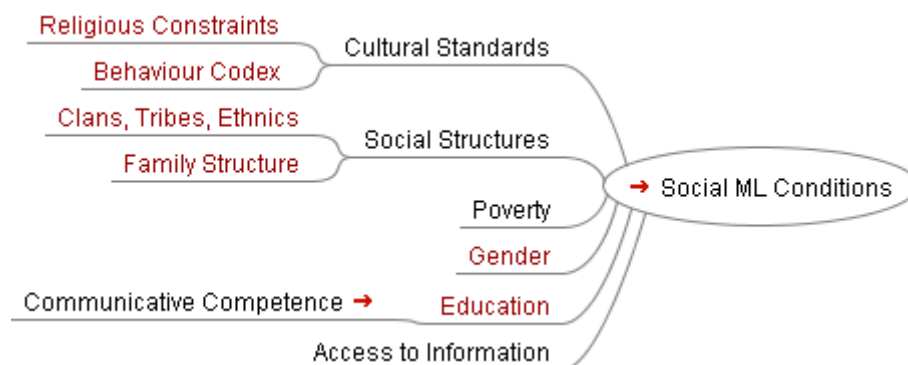 Religious Constraints
Cultural Standards
Behaviour Codex
Clans, Tribes, Ethnics
Social Structures
Family Structure
➜ Social ML Conditions
Poverty
Gender
Communicative Competence ➜
Education
Access to Information